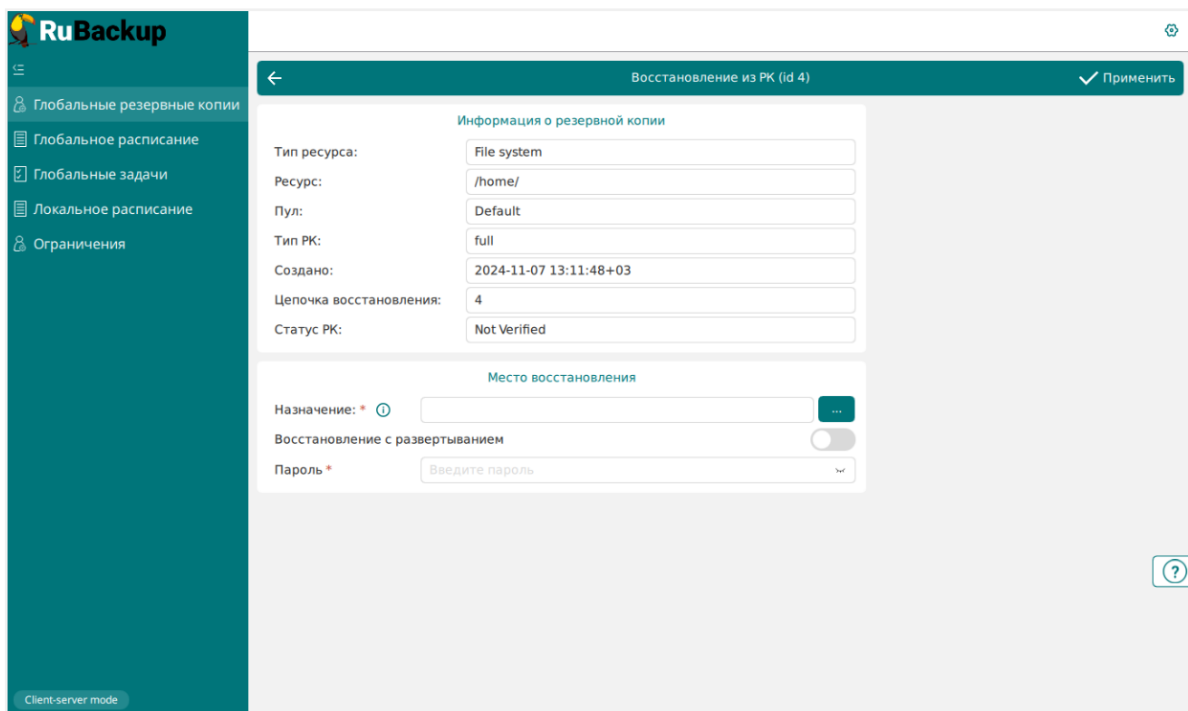 RuBackup
Глобальные резервные копии
Глобальное расписание
Глобальные задачи
Локальное расписание
Ограничения
Client-server mode
Восстановление из РК (id 4)
Применить
Информация о резервной копии
Тип ресурса: File system
Ресурс: /home/
Пул: Default
Тип РК: full
Создано: 2024-11-07 13:11:48+03
Цепочка восстановления: 4
Статус РК: Not Verified
Место восстановления
Назначение: * ...
Восстановление с развертыванием
Пароль * Введите пароль
?